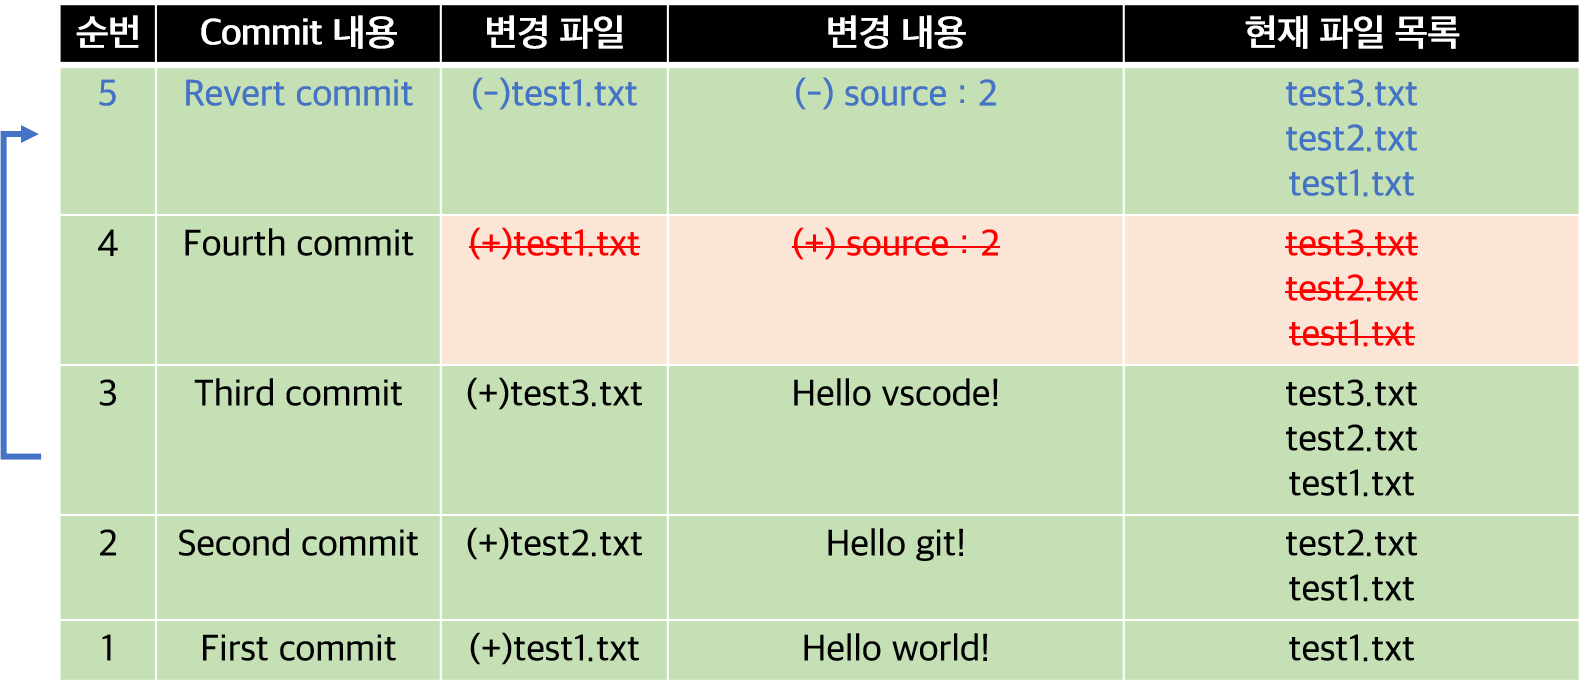 순번 Commit 내용 변경 파일 변경 내용 현재 파일 목록
5 Revert commit (-)test1.txt (-) source : 2 test3.txt
test2.txt
test1.txt
4 Fourth commit (+)test1.txt (+) source : 2 test3.txt
test2.txt
test1.txt
3 Third commit (+)test3.txt Hello vscode! test3.txt
test2.txt
test1.txt
2 Second commit (+)test2.txt Hello git! test2.txt
test1.txt
1 First commit (+)test1.txt Hello world! test1.txt